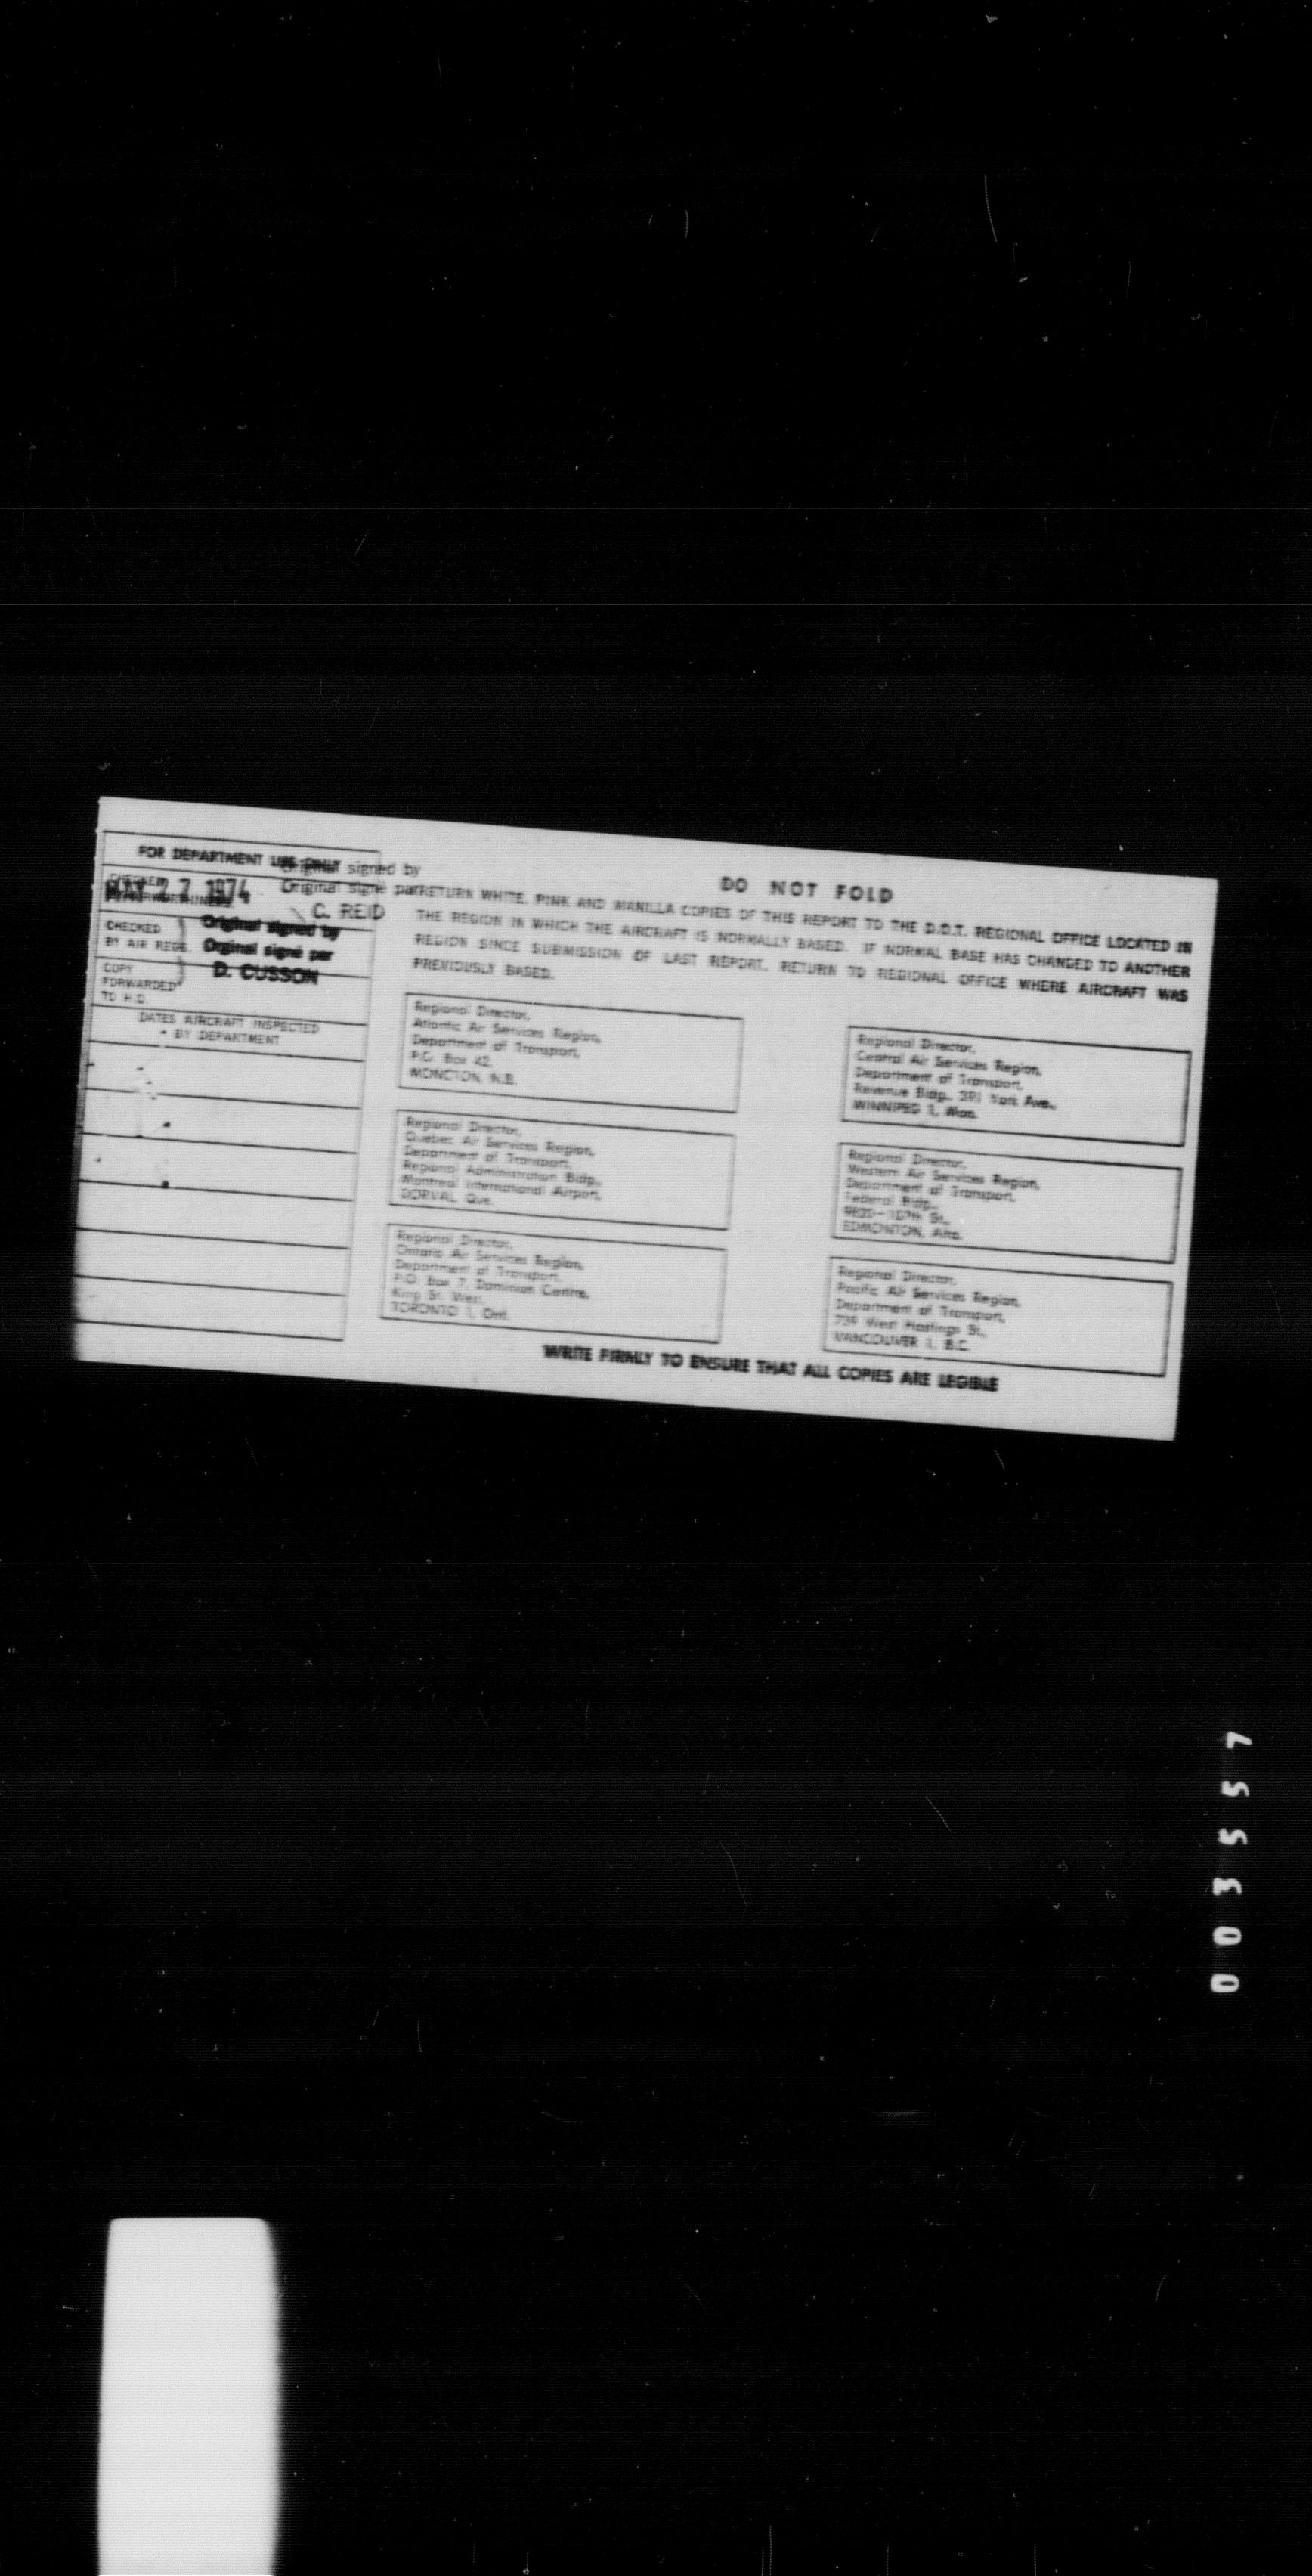 FOR DEPARTMENT USE ONLY
Original signed by
Original signé par
C. REID
MAY 27 1974
CHECKED
BY AIRWORTHINESS
CHECKED
BY AIR REGS.
Original signed by
Original signé par
D. CUSSON
COPY
FORWARDED
TO H.Q.
DATES AIRCRAFT INSPECTED
BY DEPARTMENT
DO NOT FOLD
RETURN WHITE, PINK AND MANILLA COPIES OF THIS REPORT TO THE D.O.T. REGIONAL OFFICE LOCATED IN
THE REGION IN WHICH THE AIRCRAFT IS NORMALLY BASED. IF NORMAL BASE HAS CHANGED TO ANOTHER
REGION SINCE SUBMISSION OF LAST REPORT, RETURN TO REGIONAL OFFICE WHERE AIRCRAFT WAS
PREVIOUSLY BASED.
Regional Director,
Atlantic Air Services Region,
Department of Transport,
P.O. Box 42,
MONCTON, N.B.
Regional Director,
Quebec Air Services Region,
Department of Transport,
Regional Administration Bldg.,
Montreal International Airport,
DORVAL, Que.
Regional Director,
Ontario Air Services Region,
Department of Transport,
P.O. Box 7, Dominion Centre,
King St. West,
TORONTO 1, Ont.
Regional Director,
Central Air Services Region,
Department of Transport,
Revenue Bldg., 391 York Ave.,
WINNIPEG 1, Man.
Regional Director,
Western Air Services Region,
Department of Transport,
Federal Bldg.,
9820-107th St.,
EDMONTON, Alta.
Regional Director,
Pacific Air Services Region,
Department of Transport,
739 West Hastings St.,
VANCOUVER 1, B.C.
WRITE FIRMLY TO ENSURE THAT ALL COPIES ARE LEGIBLE
003557